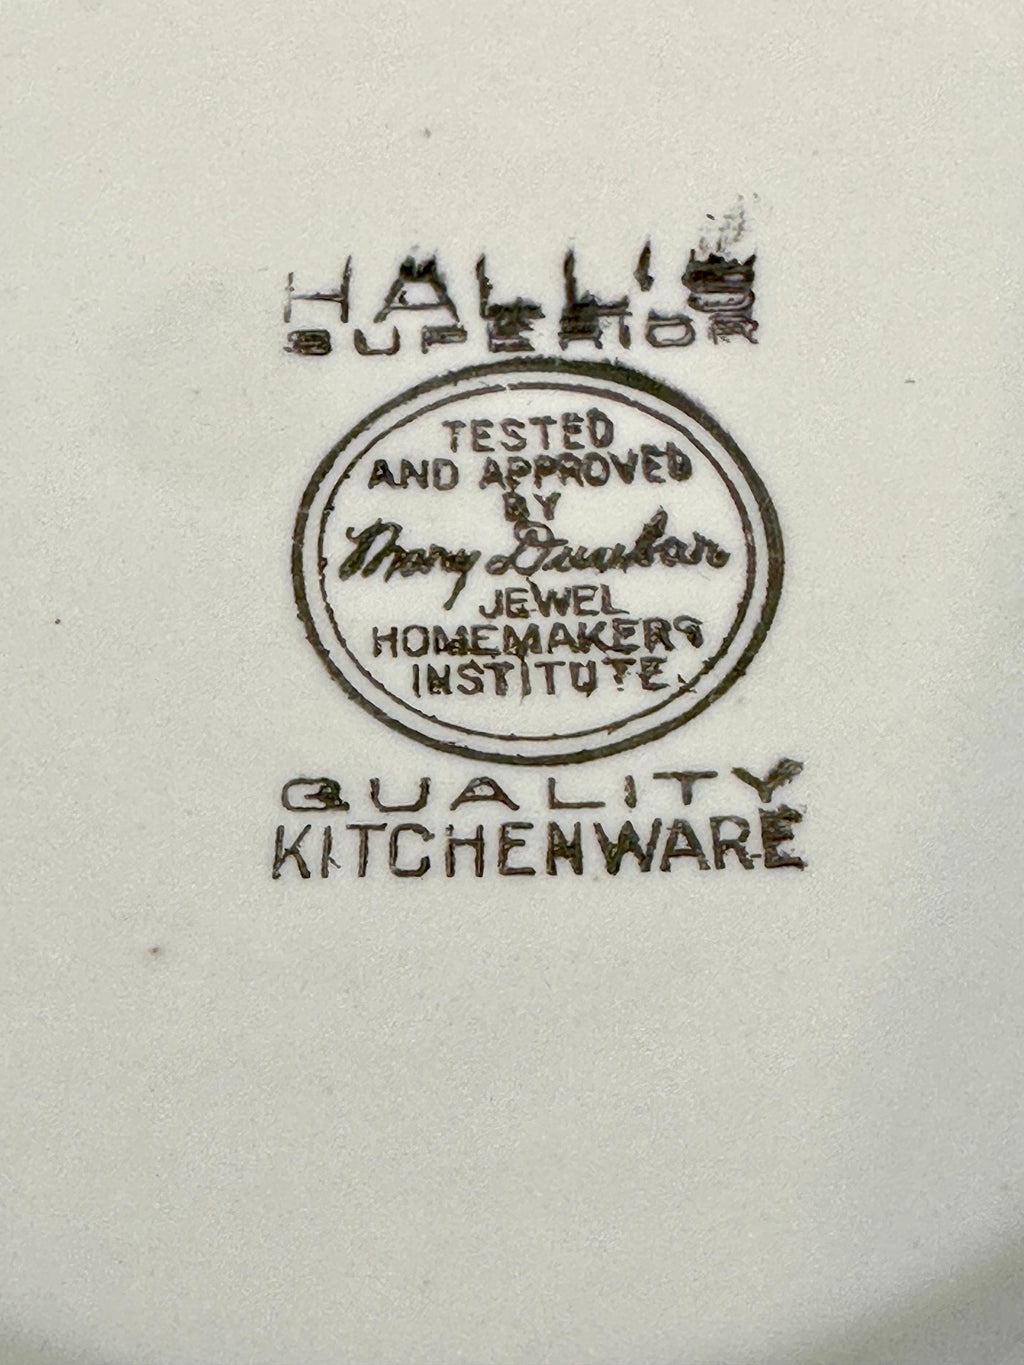 HALL'S
SUPERIOR
TESTED
AND APPROVED
BY
Mary Dunbar
JEWEL
HOMEMAKERS
INSTITUTE
QUALITY
KITCHENWARE